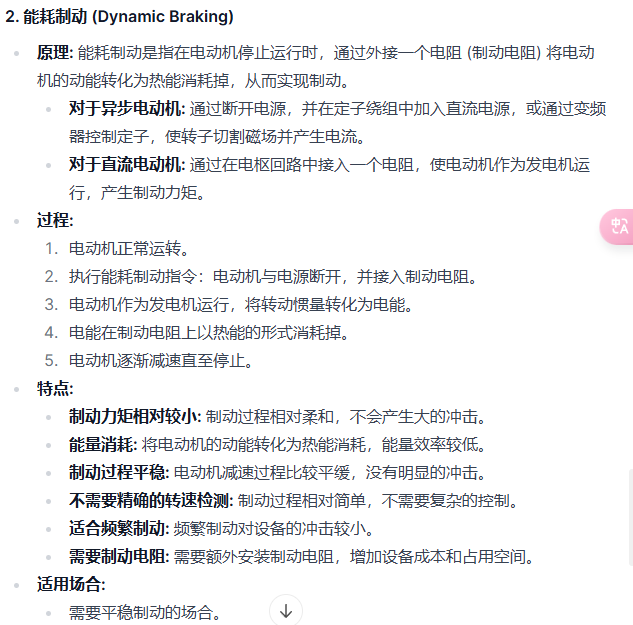 2. 能耗制动 (Dynamic Braking)
原理: 能耗制动是指在电动机停止运行时，通过外接一个电阻 (制动电阻) 将电动
机的动能转化为热能消耗掉，从而实现制动。
对于异步电动机: 通过断开电源，并在定子绕组中加入直流电源，或通过变频
器控制定子，使转子切割磁场并产生电流。
对于直流电动机: 通过在电枢回路中接入一个电阻，使电动机作为发电机运
行，产生制动力矩。
过程:
1. 电动机正常运转。
2. 执行能耗制动指令：电动机与电源断开，并接入制动电阻。
3. 电动机作为发电机运行，将转动惯量转化为电能。
4. 电能在制动电阻上以热能的形式消耗掉。
5. 电动机逐渐减速直至停止。
特点:
制动力矩相对较小: 制动过程相对柔和，不会产生大的冲击。
能量消耗: 将电动机的动能转化为热能消耗，能量效率较低。
制动过程平稳: 电动机减速过程比较平缓，没有明显的冲击。
不需要精确的转速检测: 制动过程相对简单，不需要复杂的控制。
适合频繁制动: 频繁制动对设备的冲击较小。
需要制动电阻: 需要额外安装制动电阻，增加设备成本和占用空间。
适用场合:
需要平稳制动的场合。